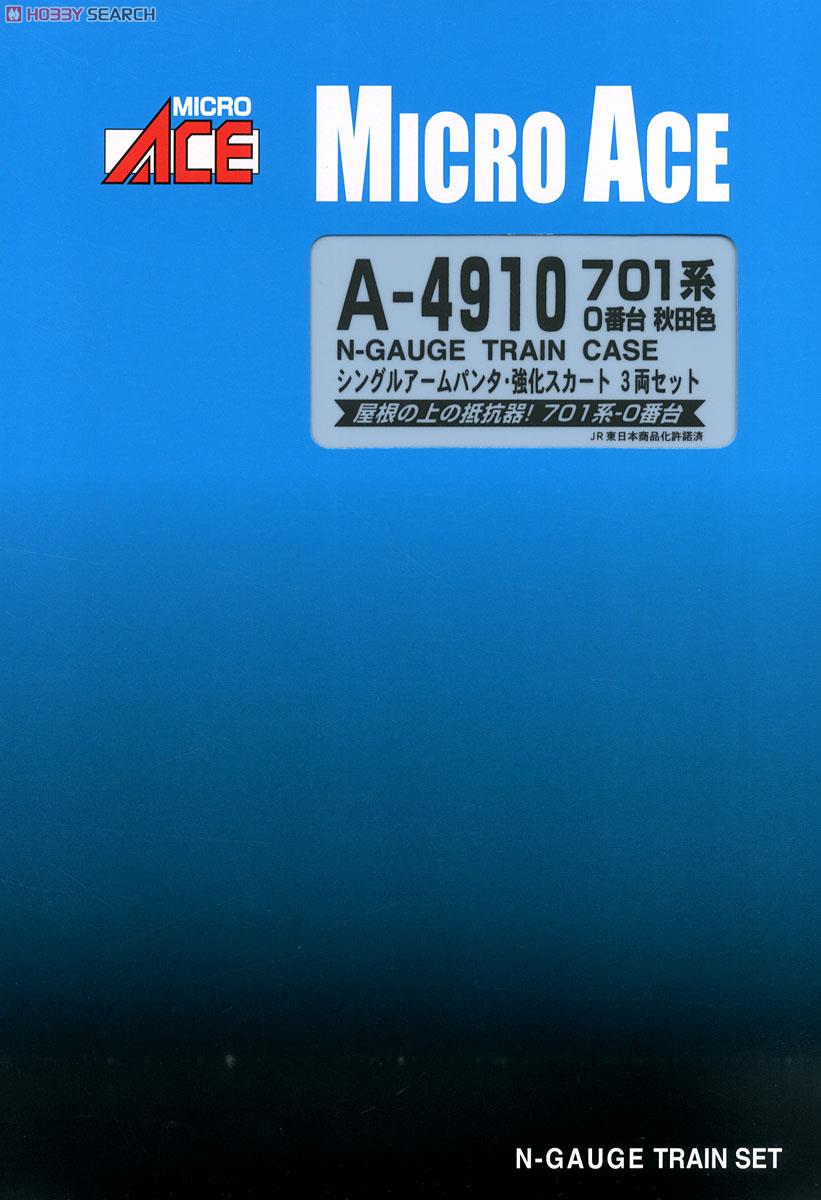 HOBBY SEARCH
MICRO
ACE
MICRO ACE
A-4910 701系
0番台 秋田色
N-GAUGE TRAIN CASE
シングルアームパンタ・強化スカート 3両セット
屋根の上の抵抗器! 701系-0番台
JR東日本商品化許諾済
N-GAUGE TRAIN SET